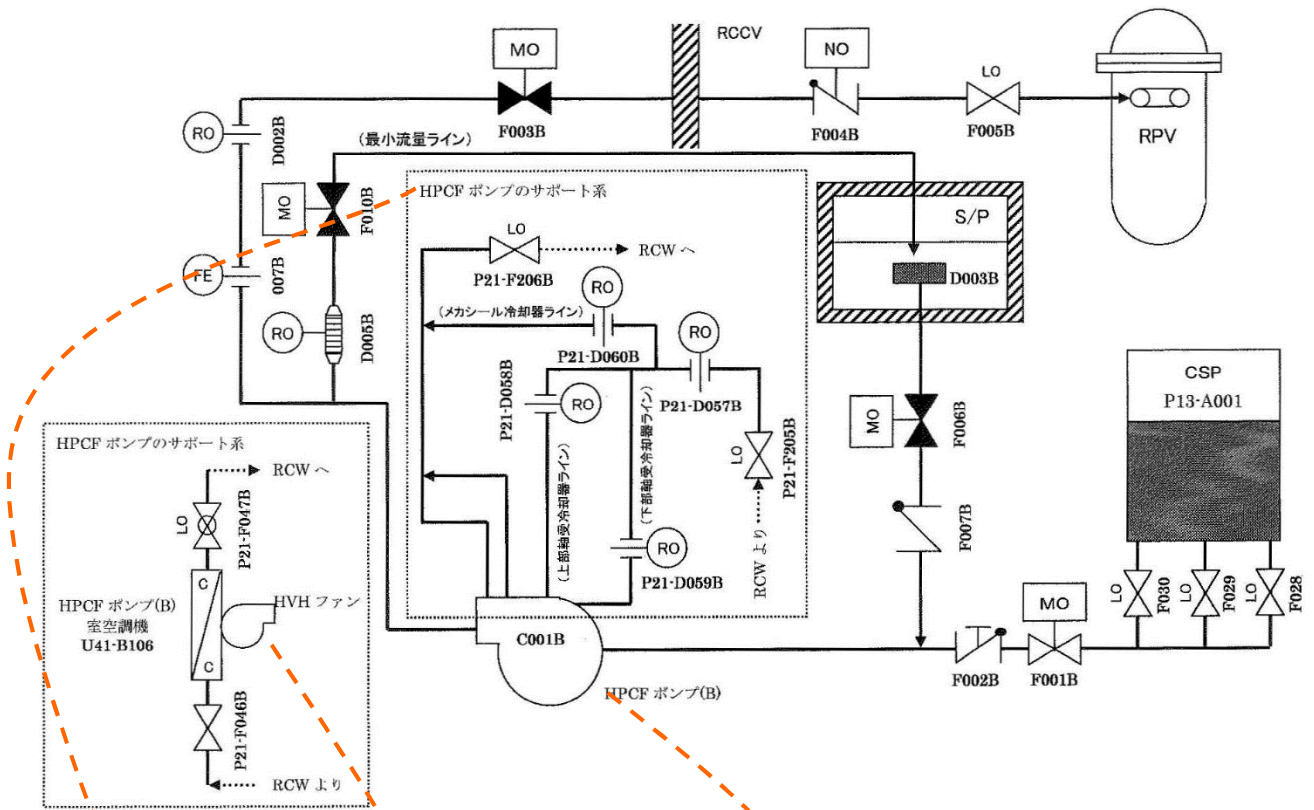 RCCV
MO
F003B
NO
F004B
LO
F005B
RPV
RO
D002B
(最小流量ライン)
MO
F010B
FE
007B
RO
D005B
HPCF ポンプのサポート系
LO
P21-F206B
RCW へ
(メカシール冷却器ライン)
RO
P21-D060B
RO
P21-D057B
P21-D058B
RO
(上部軸受冷却器ライン)
(下部軸受冷却器ライン)
RO
P21-D059B
LO
P21-F205B
RCW より
S/P
D003B
MO
F006B
F007B
CSP
P13-A001
LO
F030
LO
F029
LO
F028
MO
F001B
F002B
C001B
HPCF ポンプ(B)
HPCF ポンプのサポート系
RCW へ
LO
P21-F047B
C
C
HPCF ポンプ(B)
室空調機
U41-B106
HVH ファン
P21-F046B
RCW より